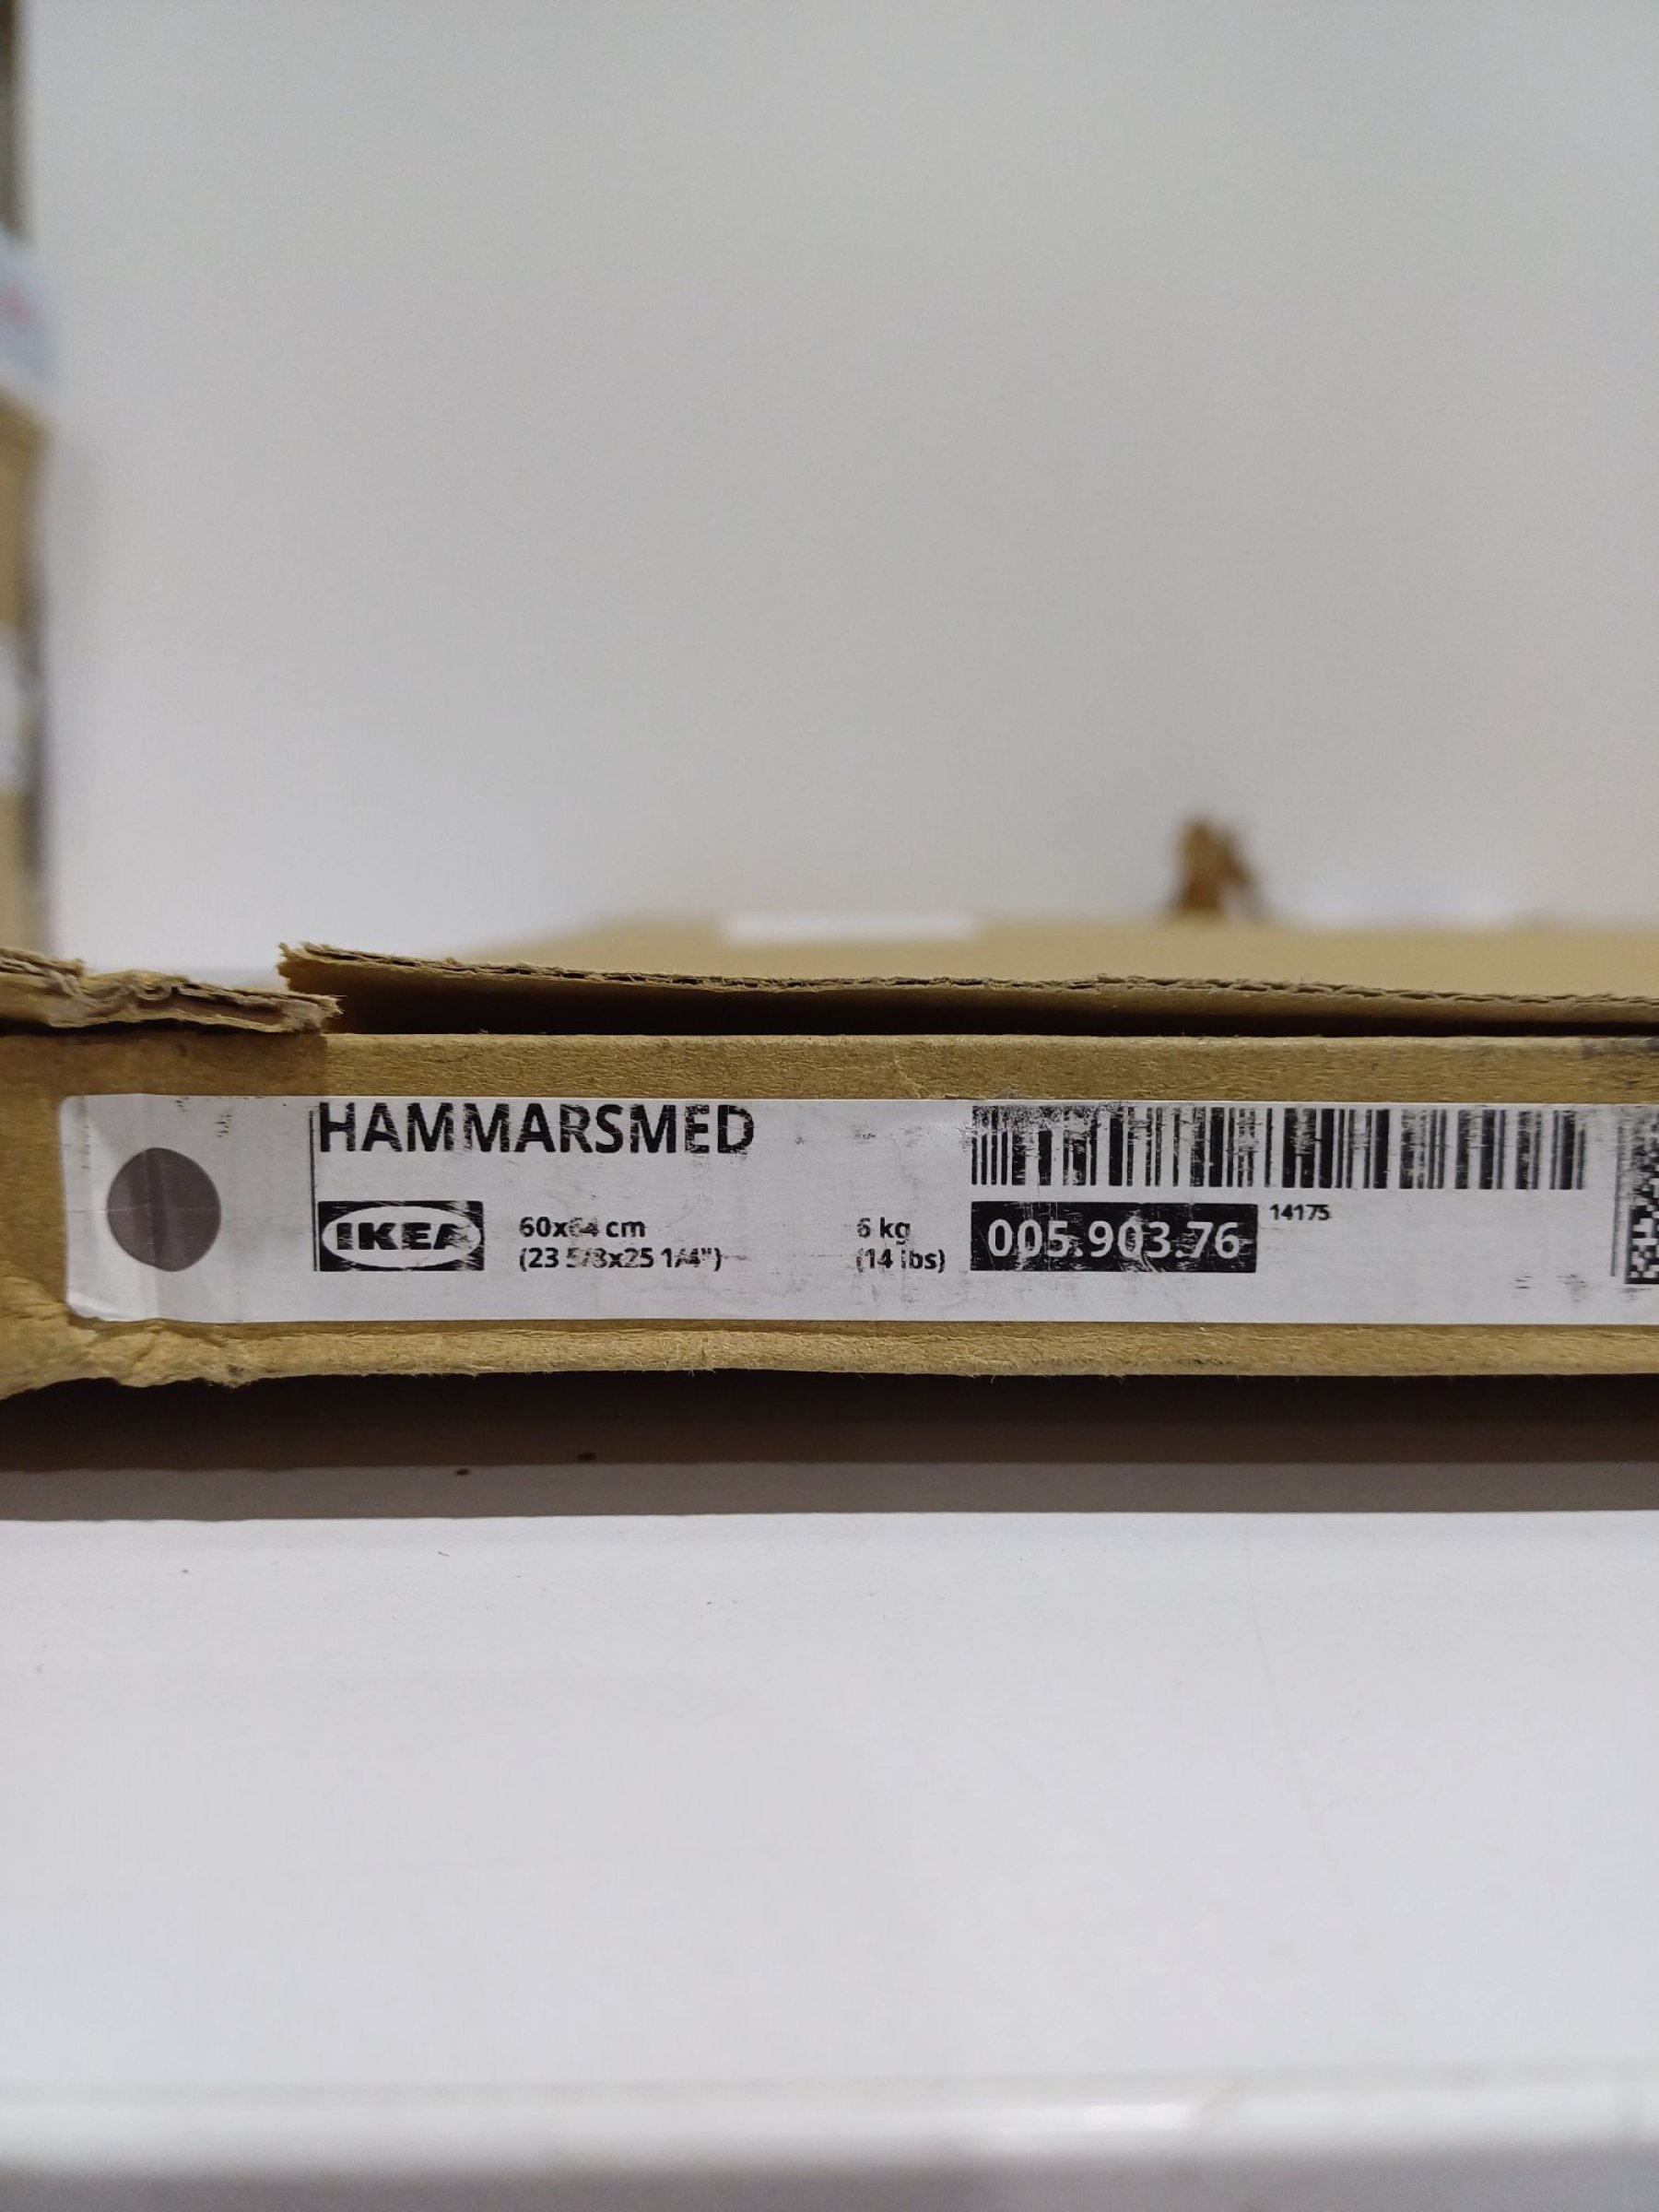 HAMMARSMED
IKEA
60x64 cm
(23 5/8x25 1/4")
6 kg
(14 lbs)
005.903.76
14175